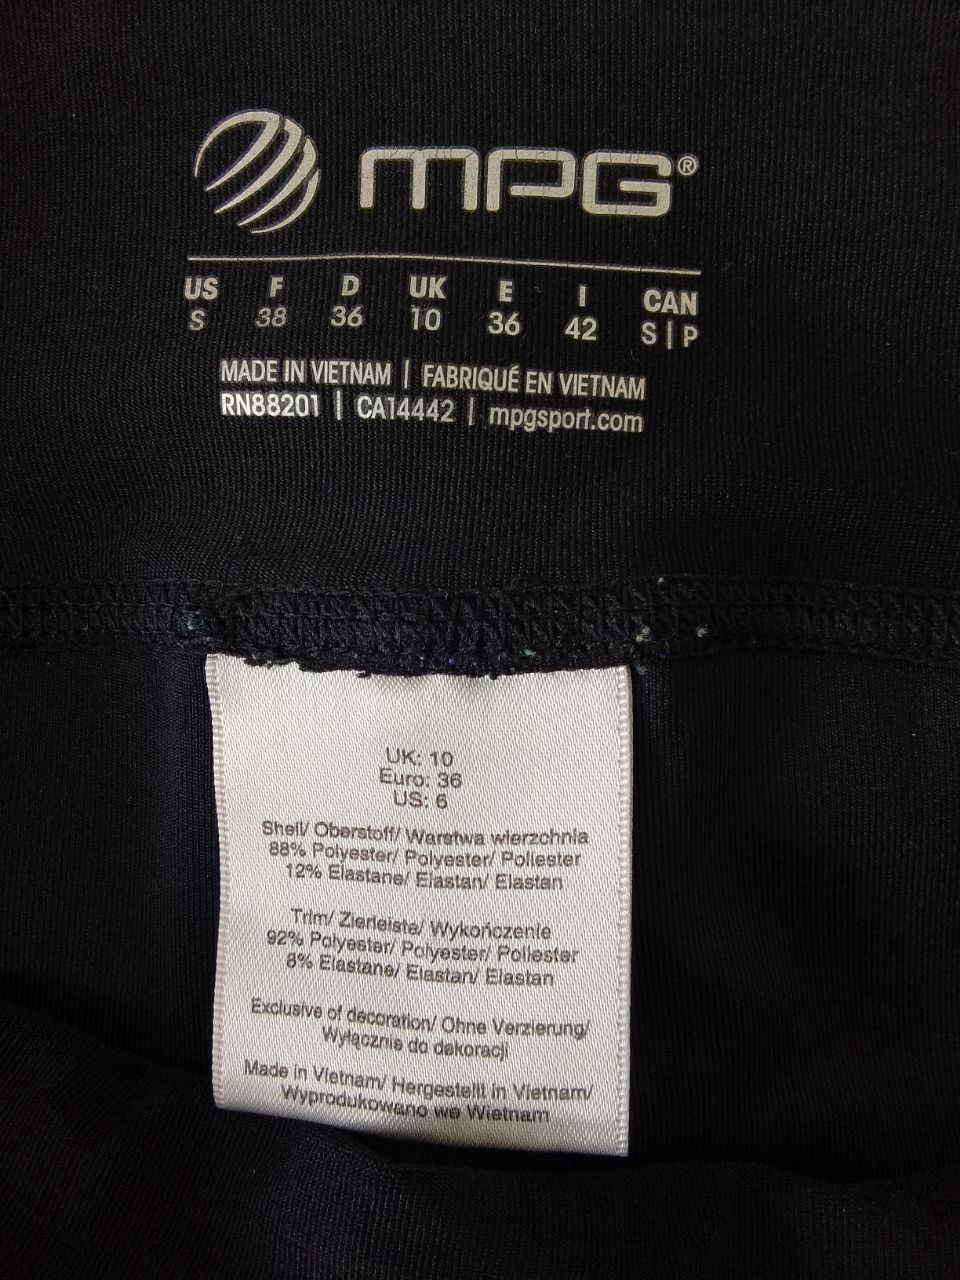 MPG®
US F D UK E I CAN
S 38 36 10 36 42 S|P
MADE IN VIETNAM | FABRIQUÉ EN VIETNAM
RN88201 | CA14442 | mpgsport.com
UK: 10
Euro: 36
US: 6
Shell/ Oberstoff/ Warstwa wierzchnia
88% Polyester/ Polyester/ Poliester
12% Elastane/ Elastan/ Elastan
Trim/ Zierleiste/ Wykończenie
92% Polyester/ Polyester/ Poliester
8% Elastane/ Elastan/ Elastan
Exclusive of decoration/ Ohne Verzierung/
Wyłącznie do dekoracji
Made in Vietnam/ Hergestellt in Vietnam/
Wyprodukowano we Wietnam